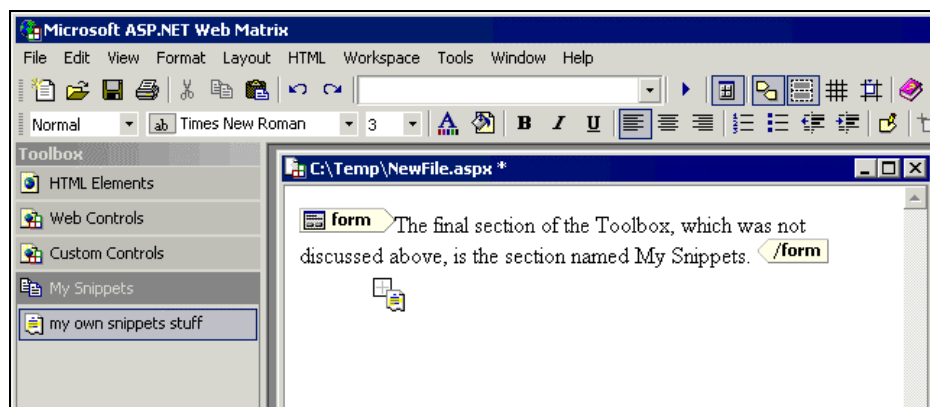 Microsoft ASP.NET Web Matrix
File Edit View Format Layout HTML Workspace Tools Window Help
Normal ab Times New Roman 3 A B I U
Toolbox
C:\Temp\NewFile.aspx *
HTML Elements
Web Controls
Custom Controls
My Snippets
my own snippets stuff
form The final section of the Toolbox, which was not
discussed above, is the section named My Snippets. /form